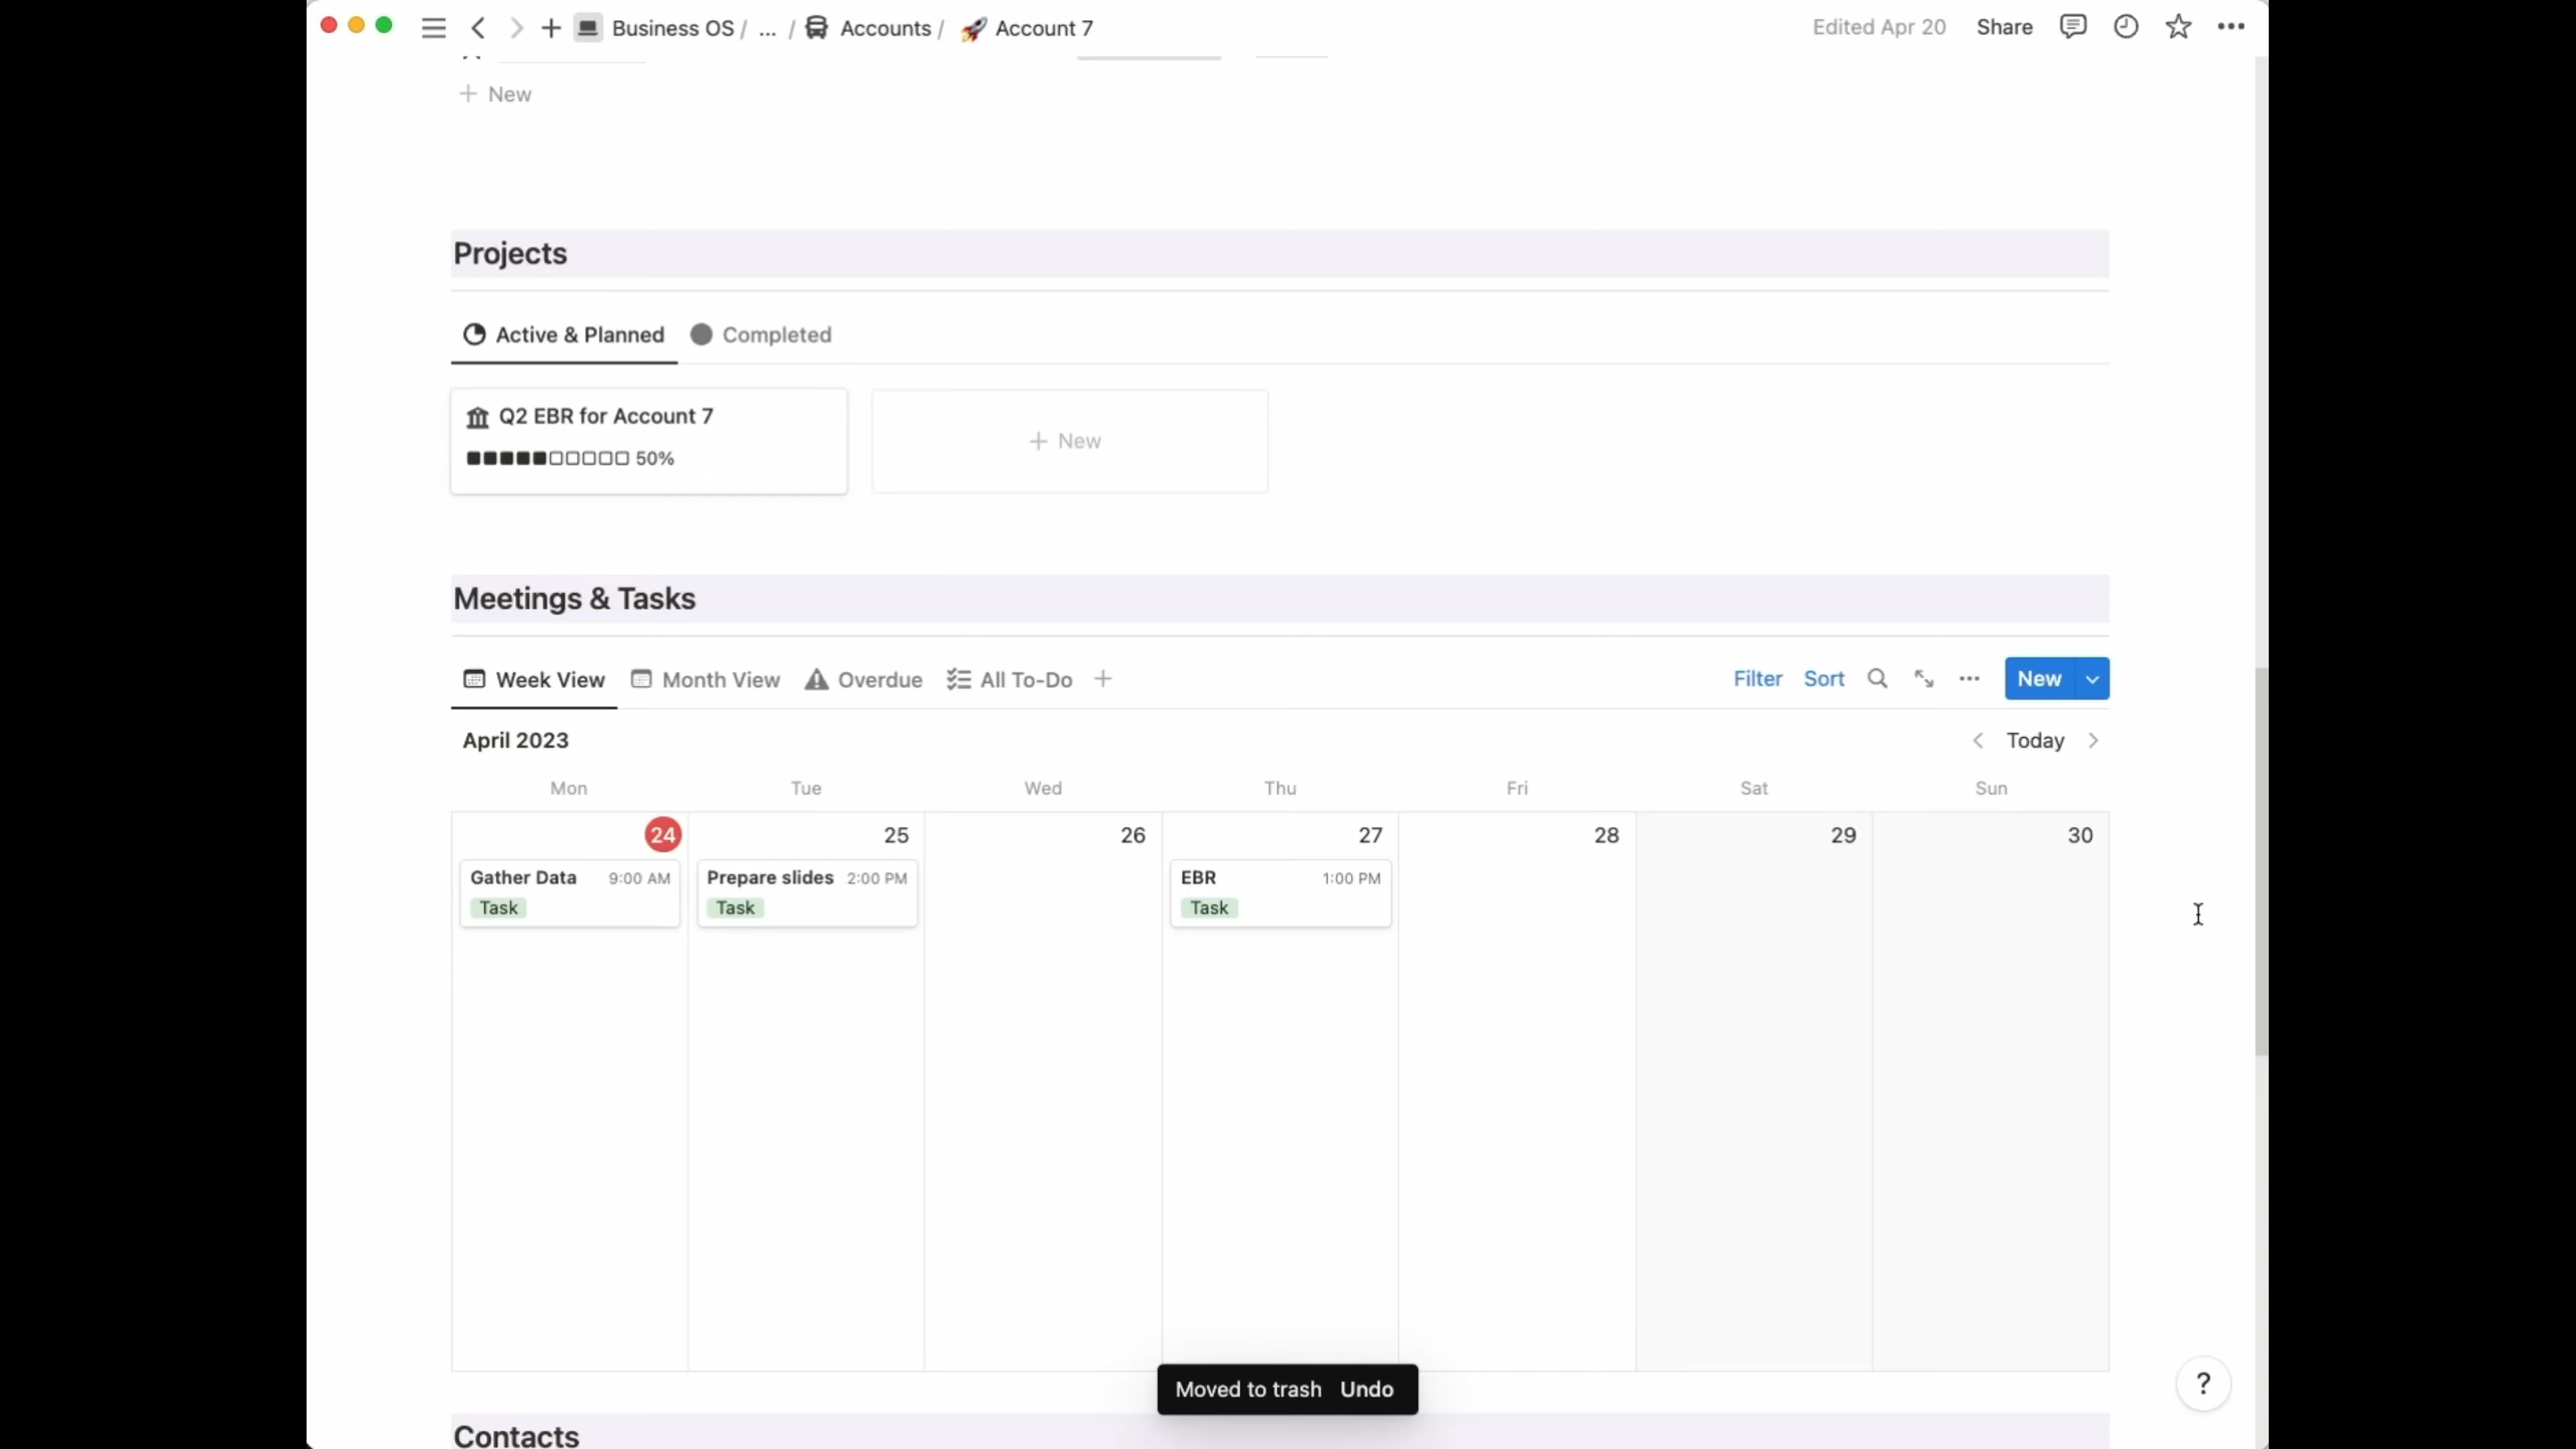 Business OS / ... / Accounts / Account 7
Edited Apr 20 Share
New
Projects
Active & Planned Completed
Q2 EBR for Account 7
50%
New
Meetings & Tasks
Week View Month View Overdue All To-Do
Filter Sort New
April 2023
Today
Mon Tue Wed Thu Fri Sat Sun
24 25 26 27 28 29 30
Gather Data 9:00 AM
Task
Prepare slides 2:00 PM
Task
EBR 1:00 PM
Task
Moved to trash Undo
?
Contacts